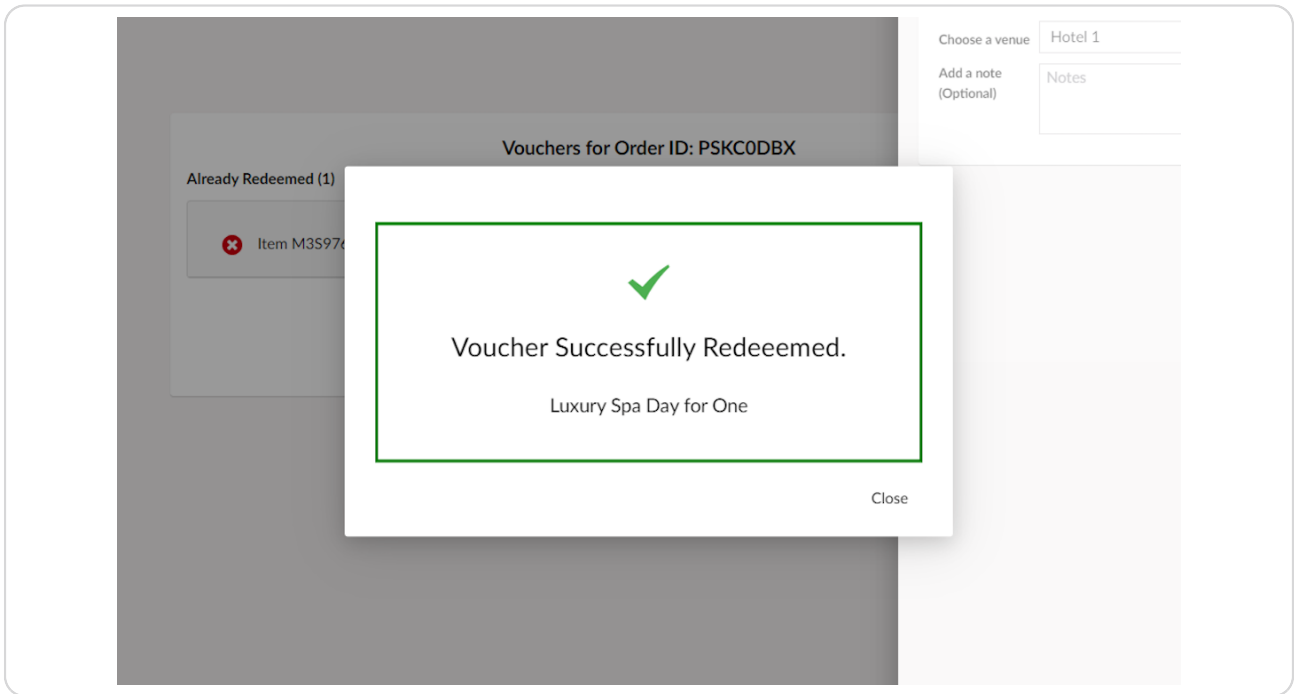 Choose a venue
Hotel 1
Add a note
(Optional)
Notes
Vouchers for Order ID: PSKC0DBX
Already Redeemed (1)
Item M3S976
Voucher Successfully Redeeemed.
Luxury Spa Day for One
Close